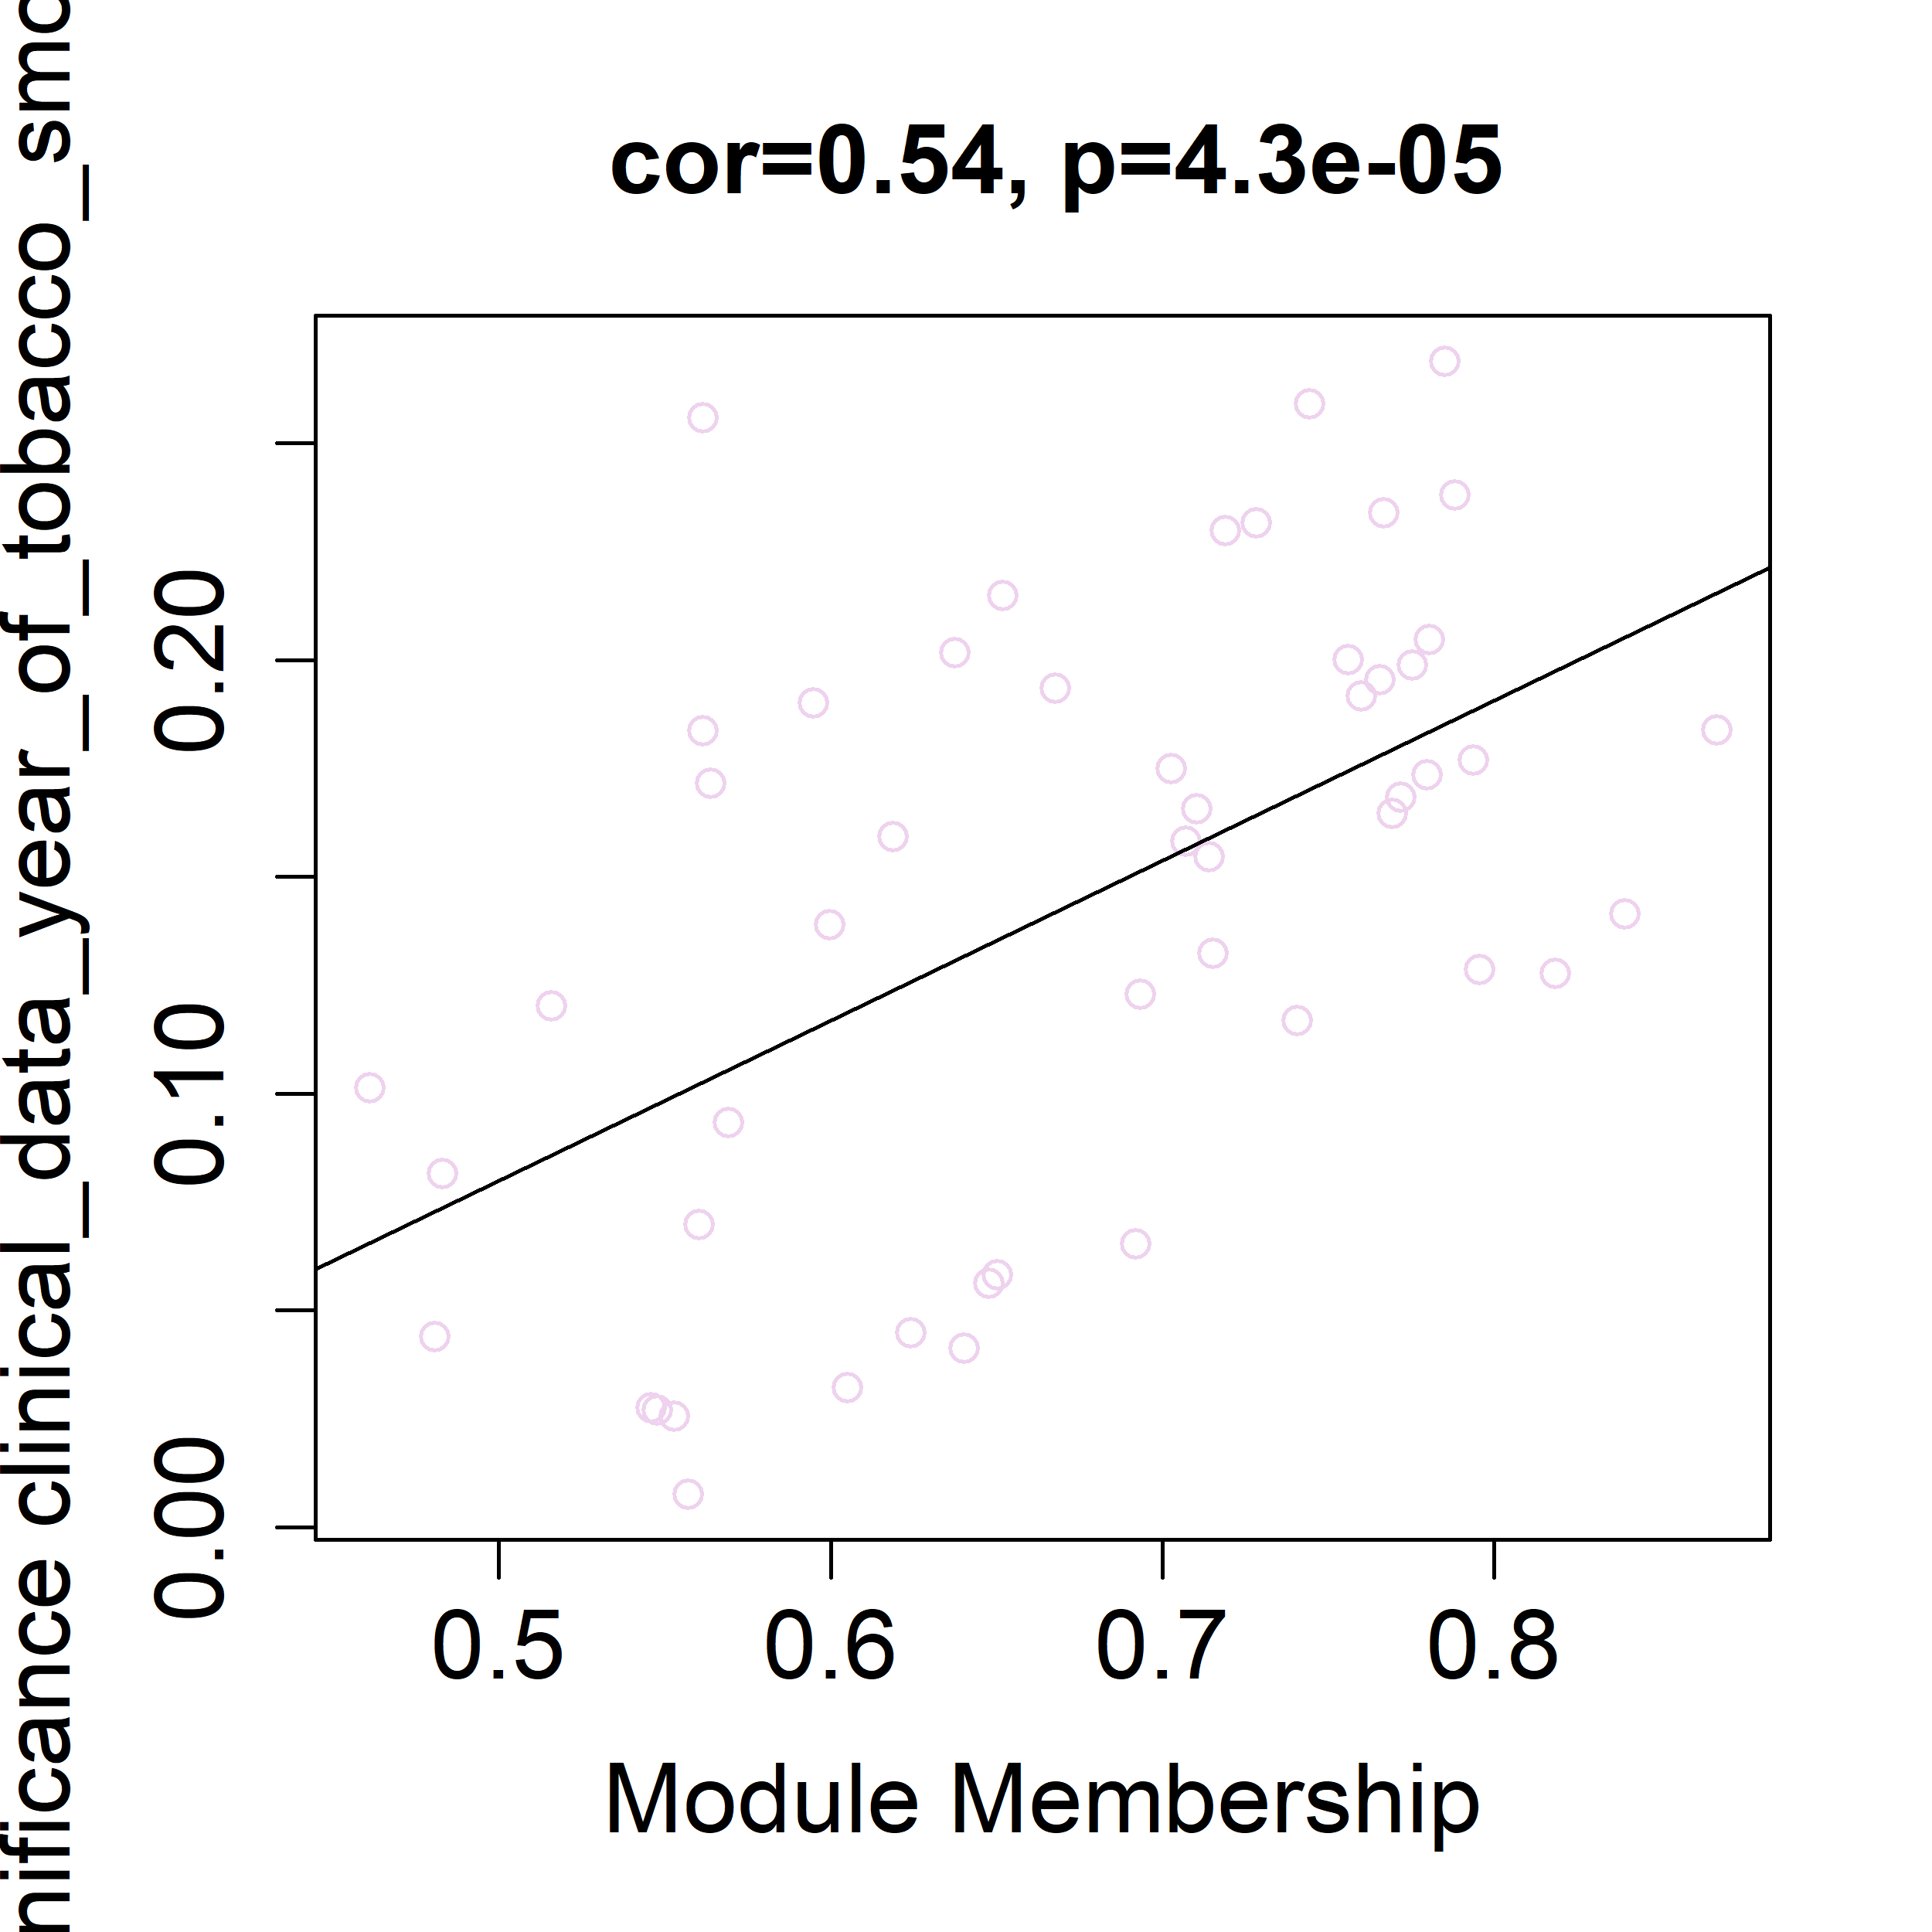 cor=0.54, p=4.3e-05
nificance clinical_data_year_of_tobacco_smo
0.20
0.10
0.00
0.5 0.6 0.7 0.8
Module Membership